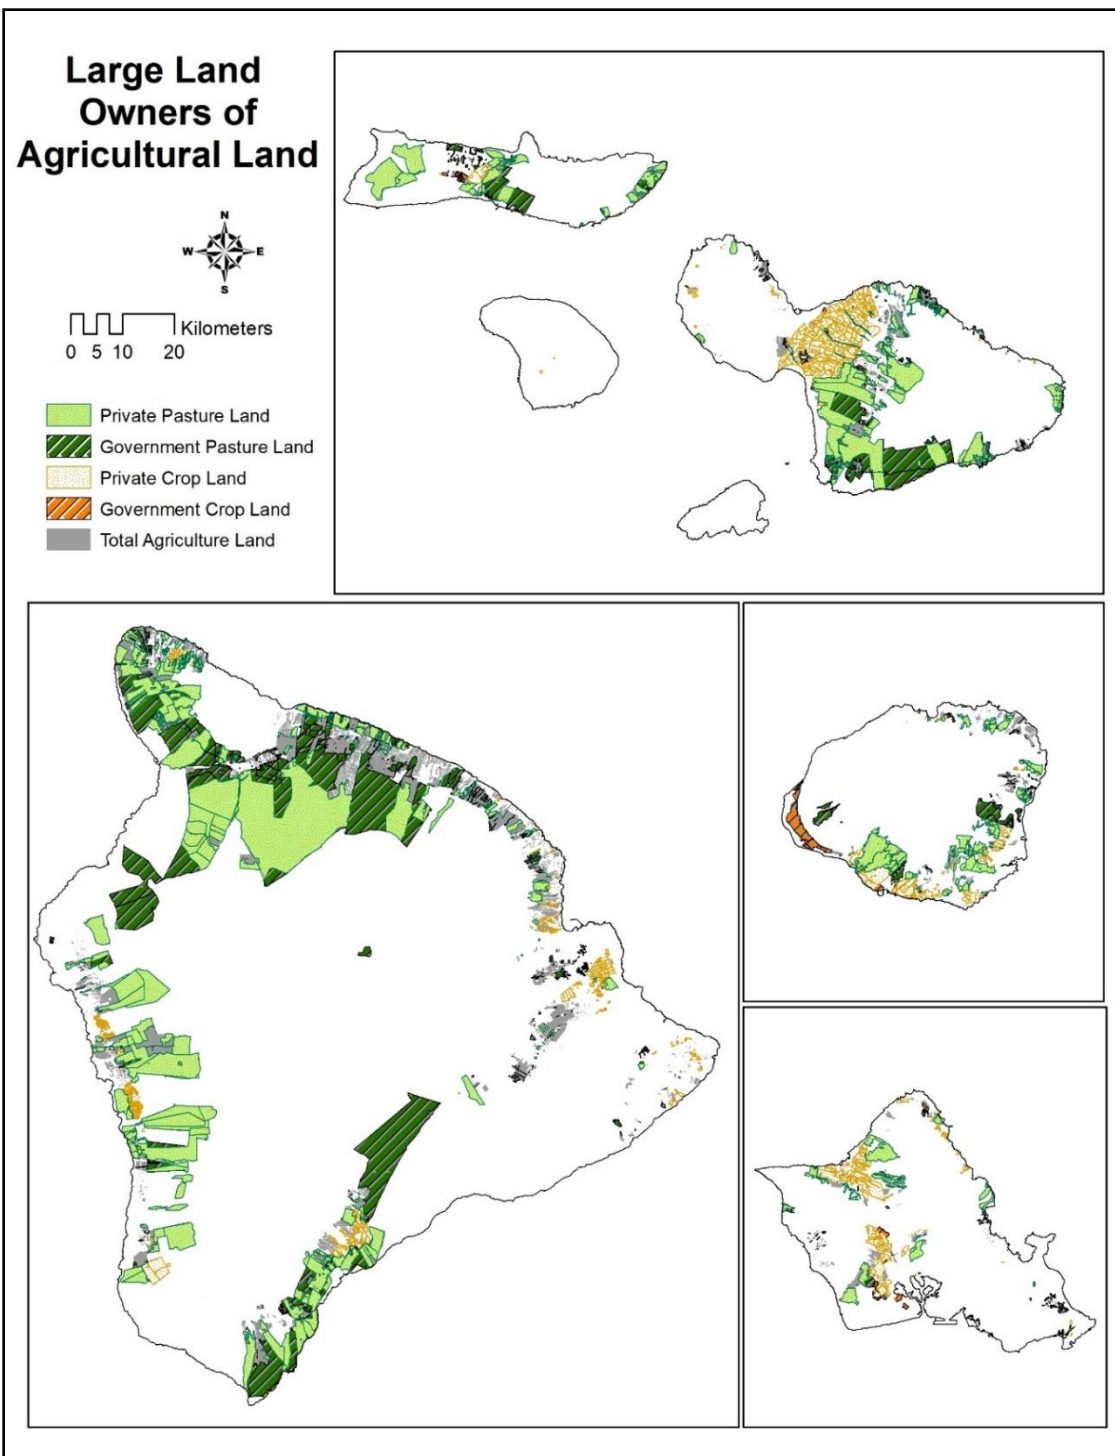 Large Land
Owners of
Agricultural Land
N
W E
S
Kilometers
0 5 10 20
Private Pasture Land
Government Pasture Land
Private Crop Land
Government Crop Land
Total Agriculture Land